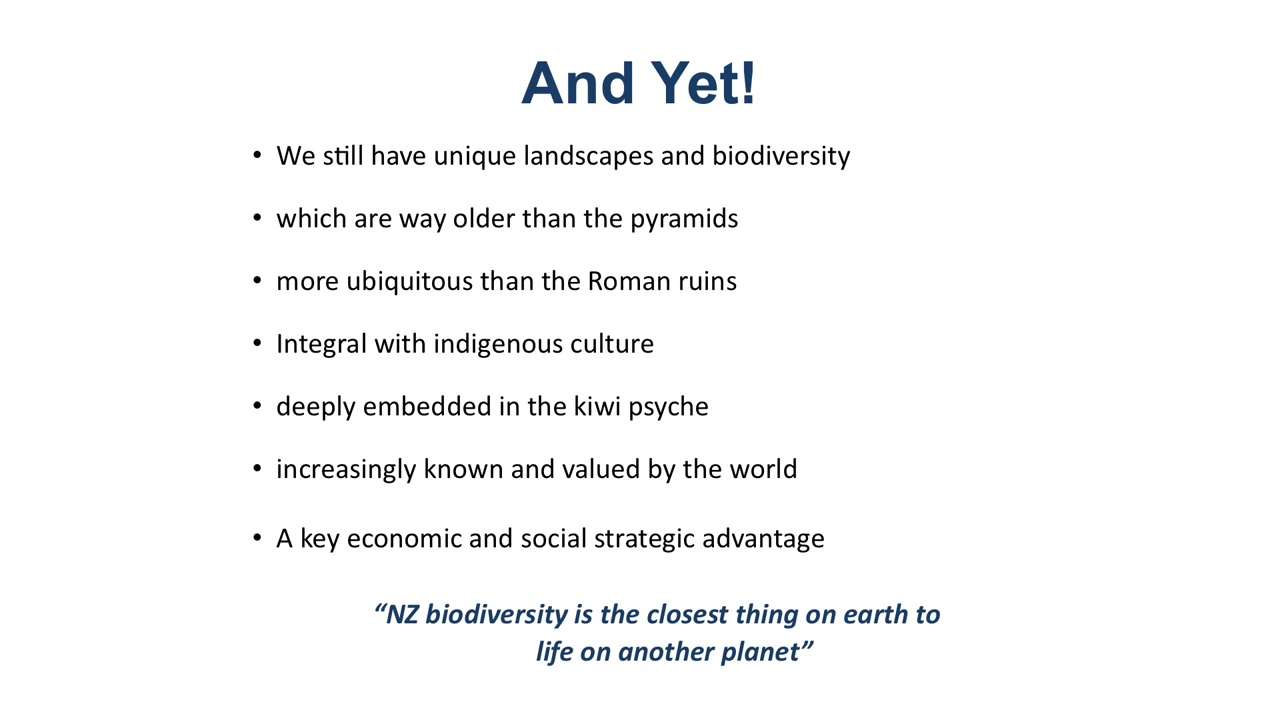 And Yet!
• We still have unique landscapes and biodiversity
• which are way older than the pyramids
• more ubiquitous than the Roman ruins
• Integral with indigenous culture
• deeply embedded in the kiwi psyche
• increasingly known and valued by the world
• A key economic and social strategic advantage
“NZ biodiversity is the closest thing on earth to
life on another planet”